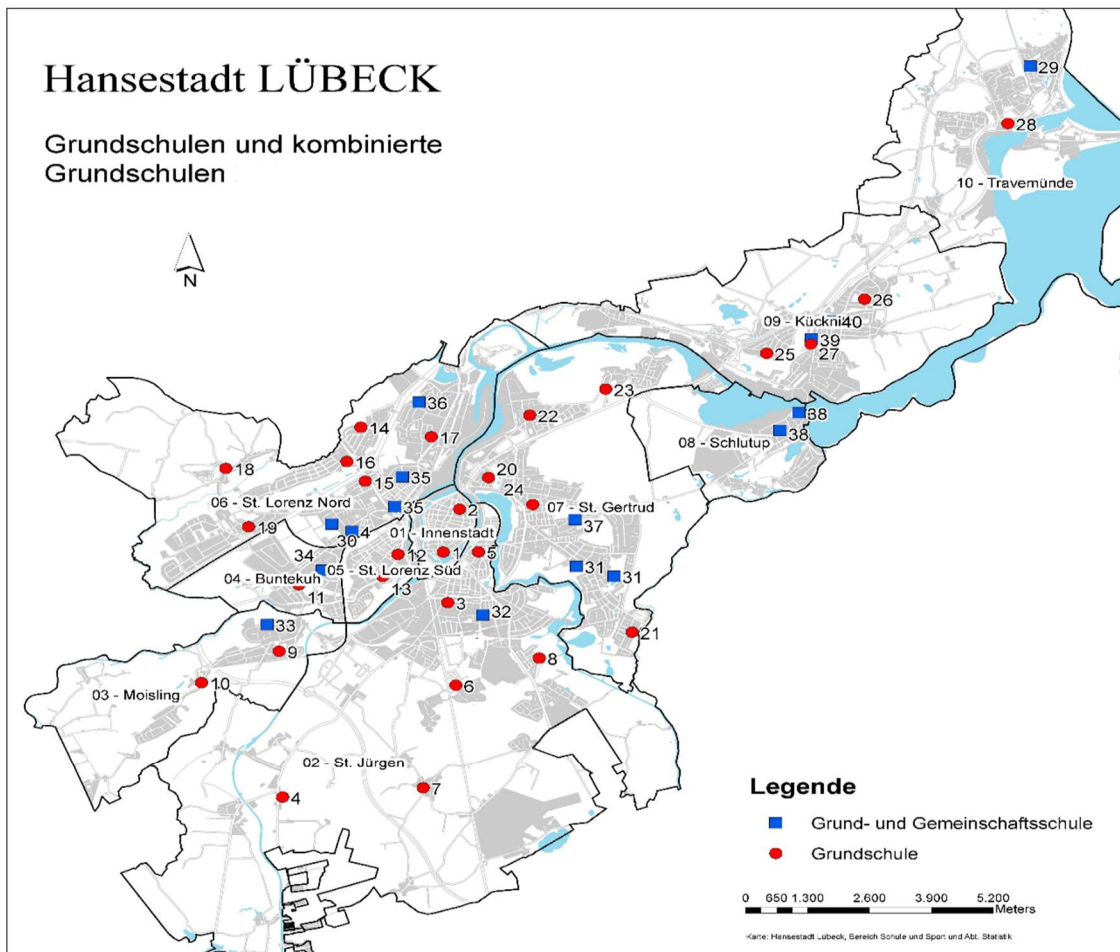 Hansestadt LÜBECK
Grundschulen und kombinierte
Grundschulen
N
29
28
10 - Travemünde
26
09 - Kückni
40
39
27
25
23
36
22
38
14
17
38
08 - Schlutup
16
18
20
35
15
24
06 - St. Lorenz Nord
2
07 - St. Gertrud
35
37
19
4
01 - Innenstadt
30
34
12
1
5
05 - St. Lorenz Süd
31
31
04 - Buntekuh
13
11
3
32
33
21
9
8
10
6
03 - Moisling
02 - St. Jürgen
7
4
Legende
Grund- und Gemeinschaftsschule
Grundschule
0 650 1.300 2.600 3.900 5.200
Meters
Karte: Hansestadt Lübeck, Bereich Schule und Sport und Abt. Statistik